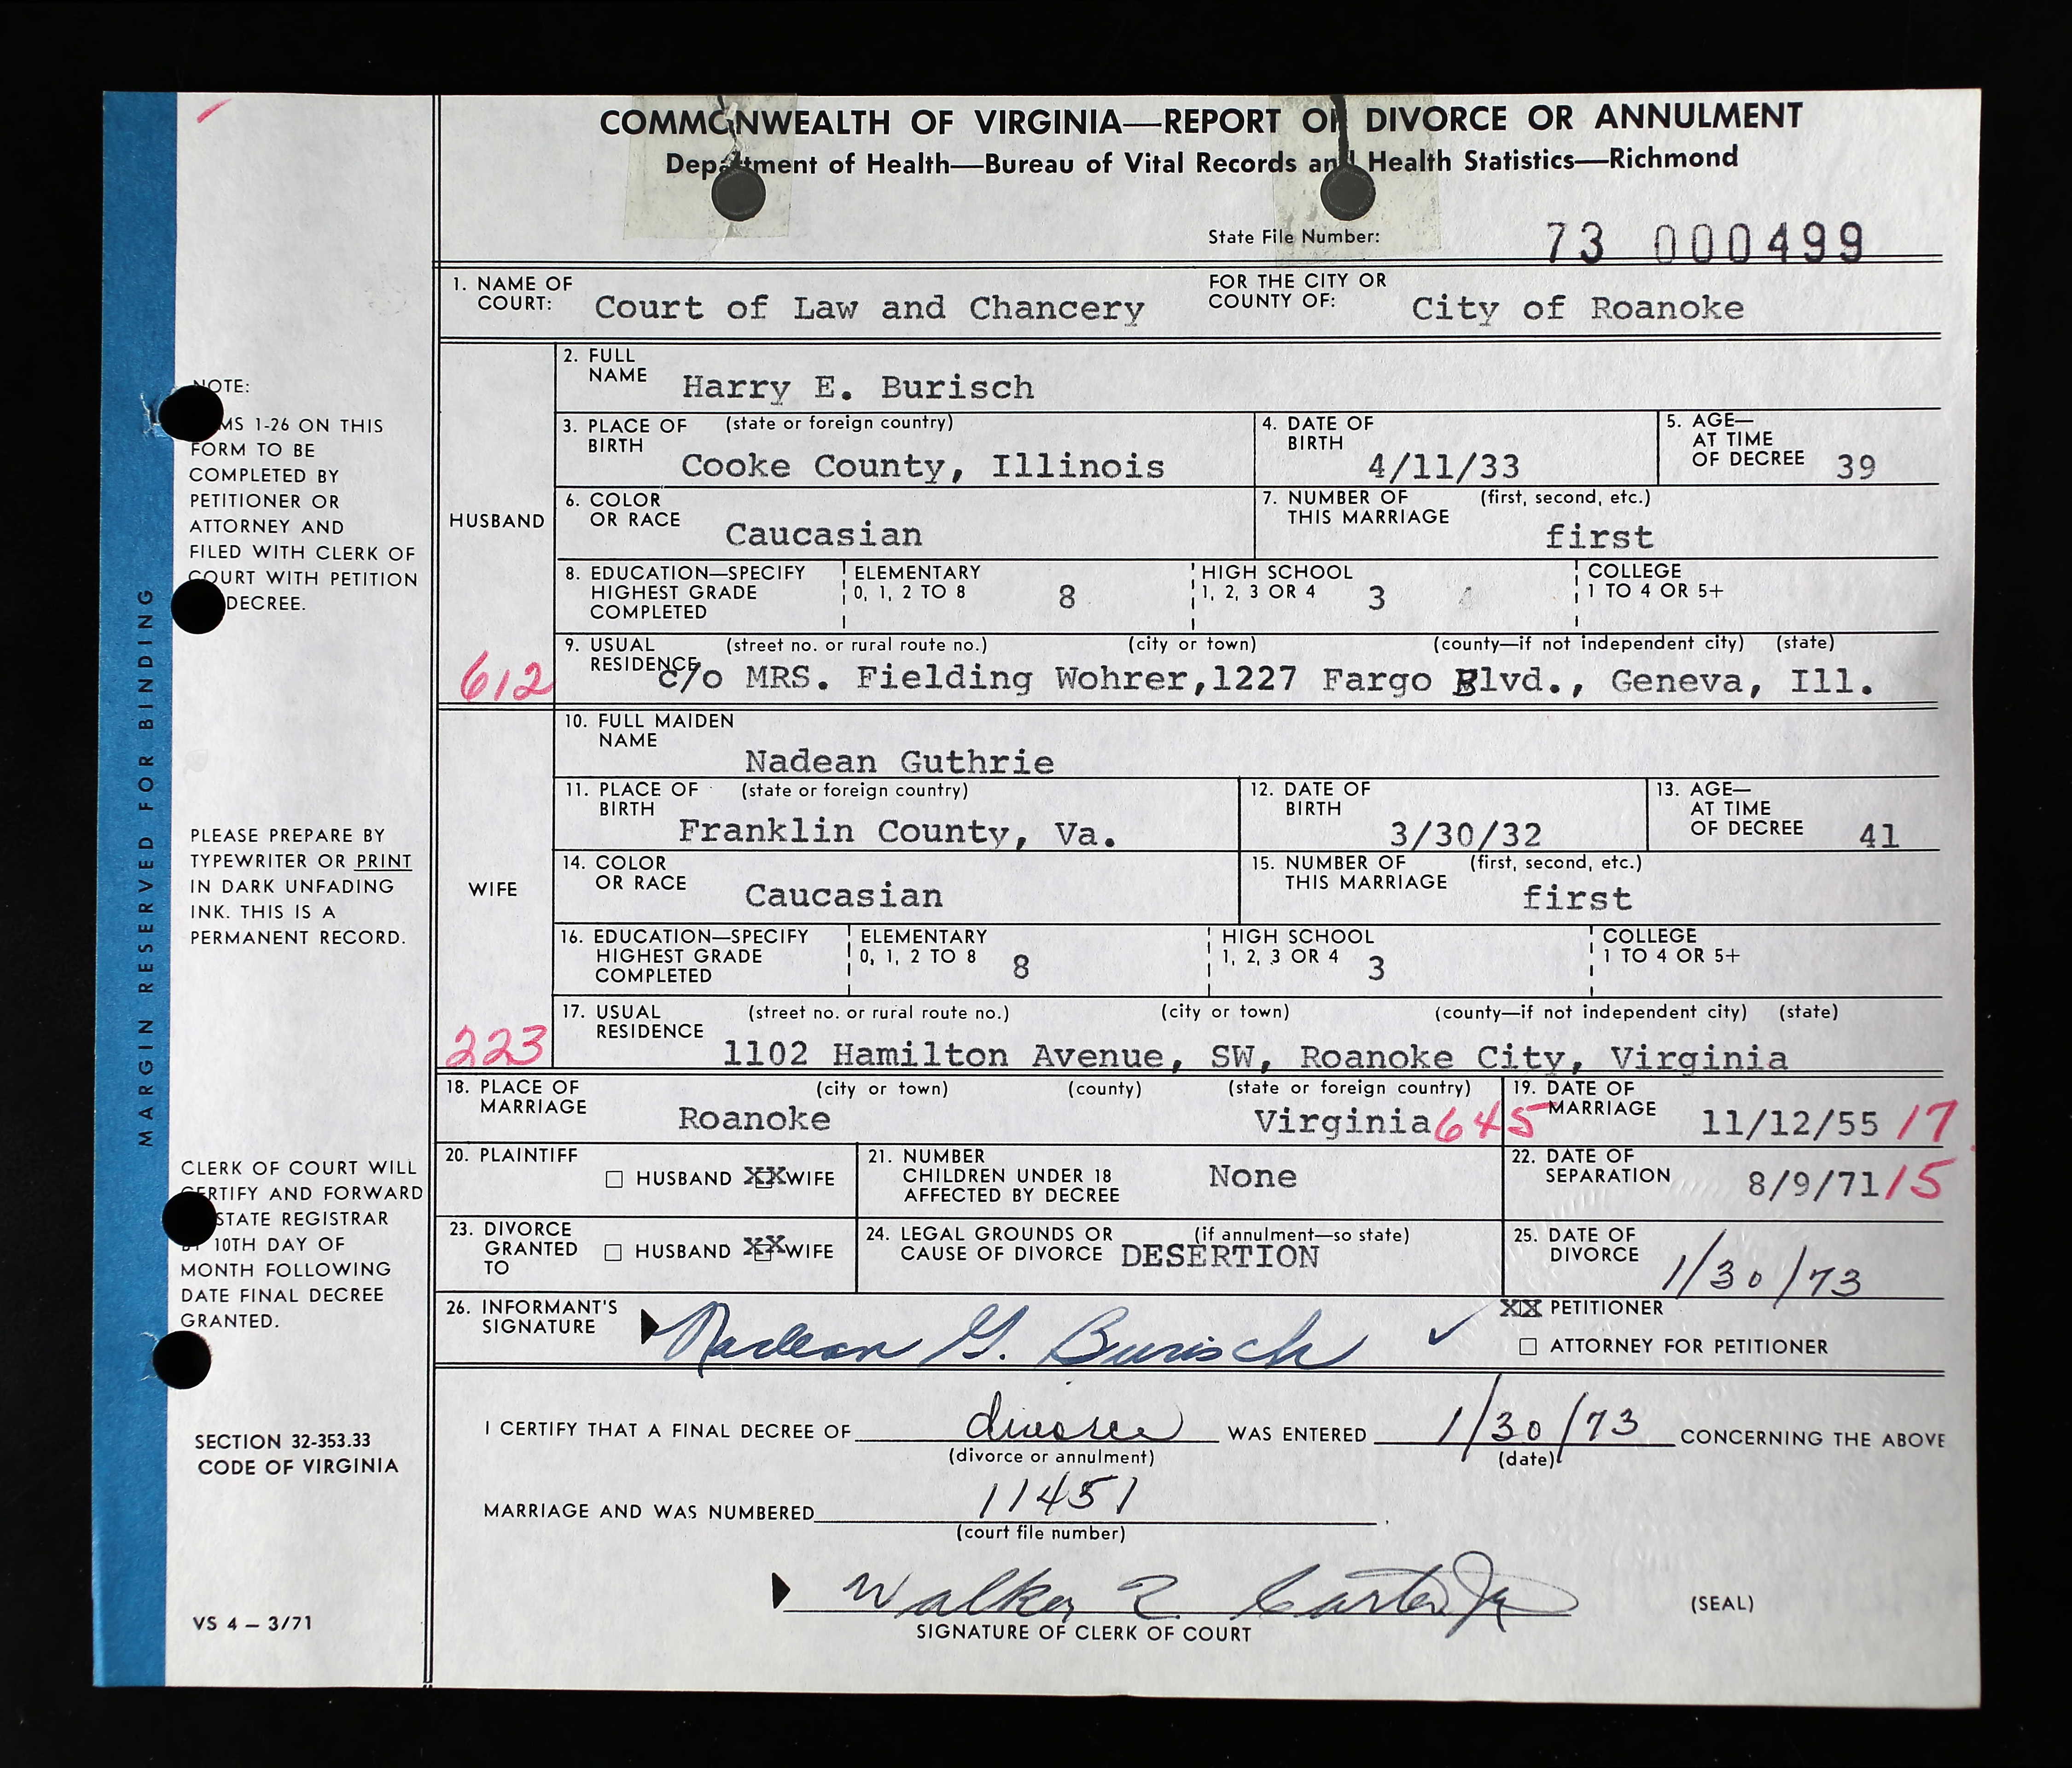 COMMONWEALTH OF VIRGINIA—REPORT OF DIVORCE OR ANNULMENT
Department of Health—Bureau of Vital Records and Health Statistics—Richmond
State File Number: 73 000499
1. NAME OF COURT: Court of Law and Chancery FOR THE CITY OR COUNTY OF: City of Roanoke
HUSBAND
2. FULL NAME Harry E. Burisch
3. PLACE OF BIRTH (state or foreign country) Cooke County, Illinois
4. DATE OF BIRTH 4/11/33
5. AGE— AT TIME OF DECREE 39
6. COLOR OR RACE Caucasian
7. NUMBER OF THIS MARRIAGE (first, second, etc.) first
8. EDUCATION—SPECIFY HIGHEST GRADE COMPLETED
ELEMENTARY 0, 1, 2 TO 8 8
HIGH SCHOOL 1, 2, 3 OR 4 3
COLLEGE 1 TO 4 OR 5+
9. USUAL RESIDENCE (street no. or rural route no.) (city or town) (county—if not independent city) (state)
612 c/o MRS. Fielding Wohrer,1227 Fargo Blvd., Geneva, Ill.
WIFE
10. FULL MAIDEN NAME Nadean Guthrie
11. PLACE OF BIRTH (state or foreign country) Franklin County, Va.
12. DATE OF BIRTH 3/30/32
13. AGE— AT TIME OF DECREE 41
14. COLOR OR RACE Caucasian
15. NUMBER OF THIS MARRIAGE (first, second, etc.) first
16. EDUCATION—SPECIFY HIGHEST GRADE COMPLETED
ELEMENTARY 0, 1, 2 TO 8 8
HIGH SCHOOL 1, 2, 3 OR 4 3
COLLEGE 1 TO 4 OR 5+
17. USUAL RESIDENCE (street no. or rural route no.) (city or town) (county—if not independent city) (state)
223 1102 Hamilton Avenue, SW, Roanoke City, Virginia
18. PLACE OF MARRIAGE (city or town) (county) (state or foreign country)
Roanoke Virginia 645
19. DATE OF MARRIAGE 11/12/55 17
20. PLAINTIFF HUSBAND XX WIFE
21. NUMBER CHILDREN UNDER 18 AFFECTED BY DECREE None
22. DATE OF SEPARATION 8/9/71 15
23. DIVORCE GRANTED TO HUSBAND XX WIFE
24. LEGAL GROUNDS OR CAUSE OF DIVORCE (if annulment—so state) DESERTION
25. DATE OF DIVORCE 1/30/73
26. INFORMANT'S SIGNATURE Nadean G. Burisch
XX PETITIONER
ATTORNEY FOR PETITIONER
I CERTIFY THAT A FINAL DECREE OF divorce WAS ENTERED 1/30/73 CONCERNING THE ABOVE
(divorce or annulment) (date)
MARRIAGE AND WAS NUMBERED 11451.
(court file number)
Walker R. Carter Jr
SIGNATURE OF CLERK OF COURT
(SEAL)
MARGIN RESERVED FOR BINDING
NOTE:
MS 1-26 ON THIS
FORM TO BE
COMPLETED BY
PETITIONER OR
ATTORNEY AND
FILED WITH CLERK OF
COURT WITH PETITION
DECREE.
PLEASE PREPARE BY
TYPEWRITER OR PRINT
IN DARK UNFADING
INK. THIS IS A
PERMANENT RECORD.
CLERK OF COURT WILL
CERTIFY AND FORWARD
STATE REGISTRAR
BY 10TH DAY OF
MONTH FOLLOWING
DATE FINAL DECREE
GRANTED.
SECTION 32-353.33
CODE OF VIRGINIA
VS 4 – 3/71